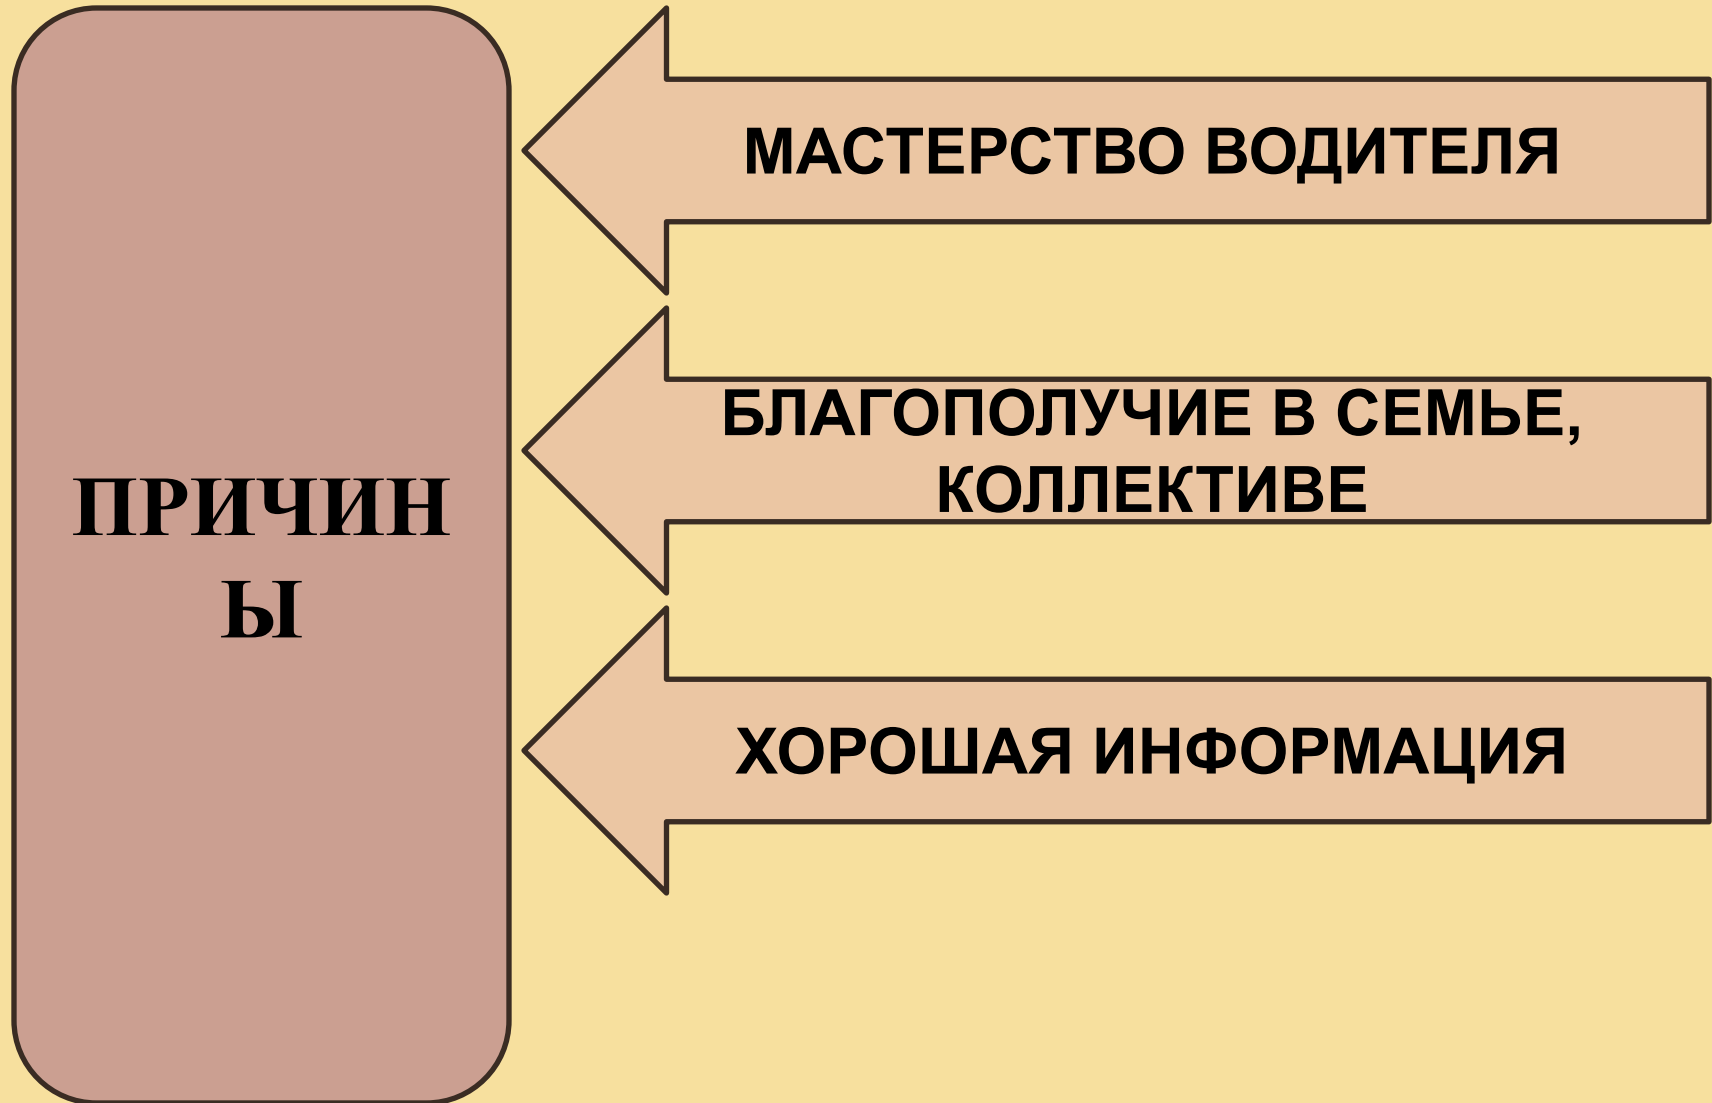 ПРИЧИН
Ы
МАСТЕРСТВО ВОДИТЕЛЯ
БЛАГОПОЛУЧИЕ В СЕМЬЕ,
КОЛЛЕКТИВЕ
ХОРОШАЯ ИНФОРМАЦИЯ